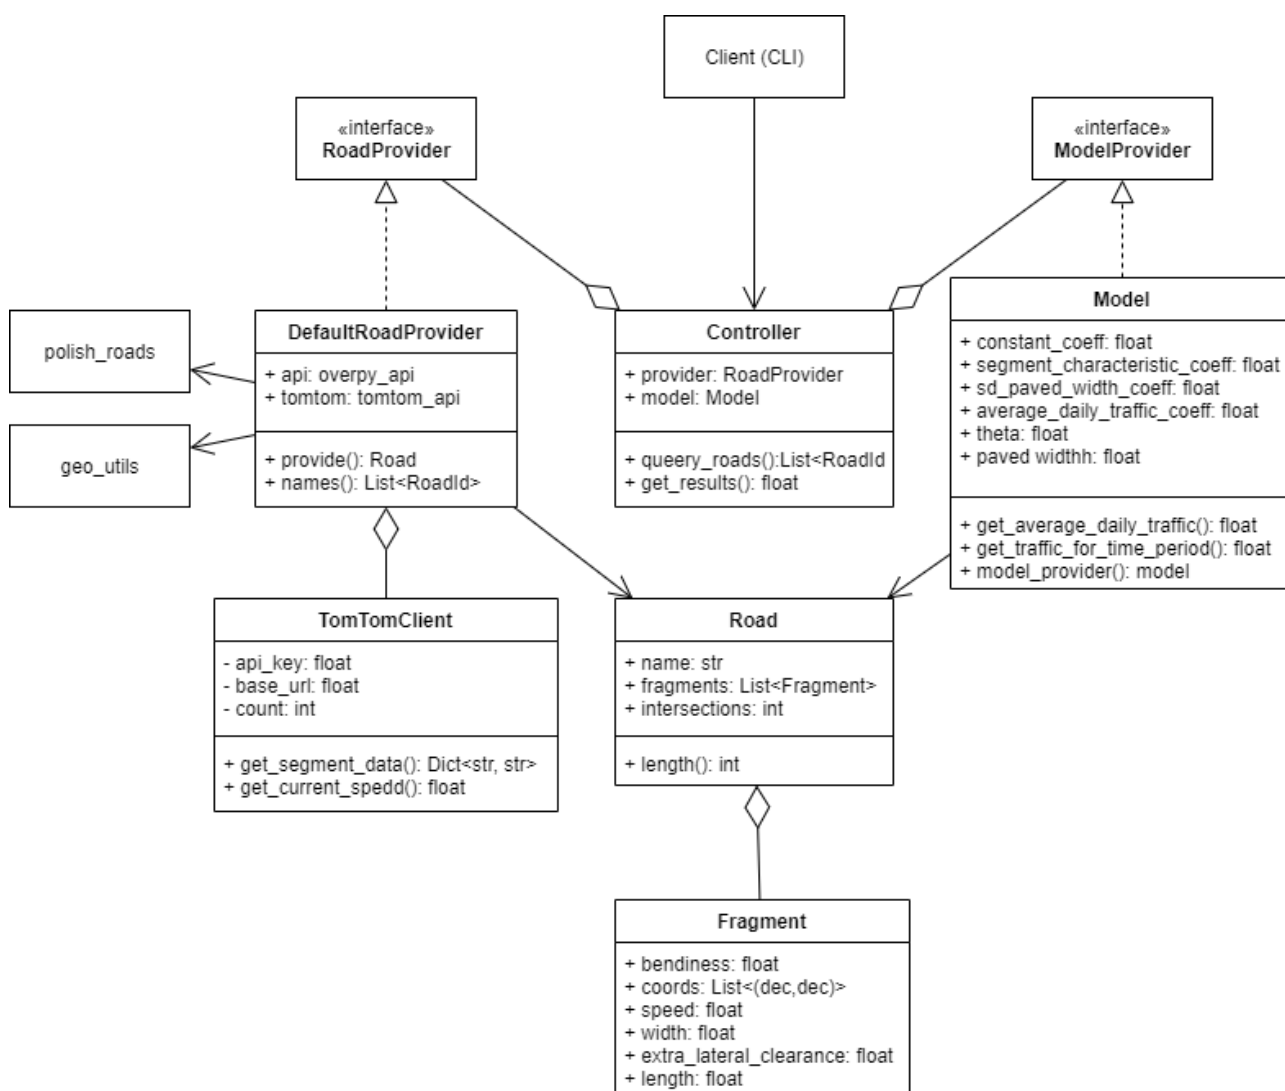 Client (CLI)
«interface»
RoadProvider
«interface»
ModelProvider
polish_roads
geo_utils
DefaultRoadProvider
+ api: overpy_api
+ tomtom: tomtom_api
+ provide(): Road
+ names(): List<RoadId>
Controller
+ provider: RoadProvider
+ model: Model
+ queery_roads():List<RoadId
+ get_results(): float
Model
+ constant_coeff: float
+ segment_characteristic_coeff: float
+ sd_paved_width_coeff: float
+ average_daily_traffic_coeff: float
+ theta: float
+ paved widthh: float
+ get_average_daily_traffic(): float
+ get_traffic_for_time_period(): float
+ model_provider(): model
TomTomClient
- api_key: float
- base_url: float
- count: int
+ get_segment_data(): Dict<str, str>
+ get_current_spedd(): float
Road
+ name: str
+ fragments: List<Fragment>
+ intersections: int
+ length(): int
Fragment
+ bendiness: float
+ coords: List<(dec,dec)>
+ speed: float
+ width: float
+ extra_lateral_clearance: float
+ length: float